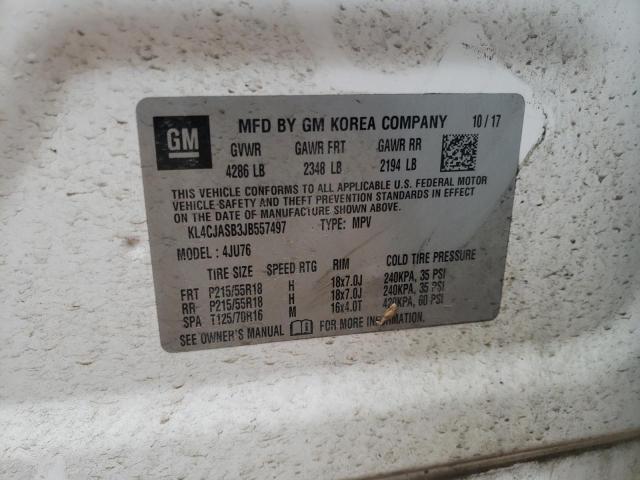 GM
MFD BY GM KOREA COMPANY 10/17
GVWR GAWR FRT GAWR RR
4286 LB 2348 LB 2194 LB
THIS VEHICLE CONFORMS TO ALL APPLICABLE U.S. FEDERAL MOTOR
VEHICLE SAFETY AND THEFT PREVENTION STANDARDS IN EFFECT
ON THE DATE OF MANUFACTURE SHOWN ABOVE.
KL4CJASB3JB557497 TYPE: MPV
MODEL: 4JU76
TIRE SIZE SPEED RTG RIM COLD TIRE PRESSURE
FRT P215/55R18 H 18x7.0J 240KPA, 35 PSI
RR P215/55R18 H 18x7.0J 240KPA, 35 PSI
SPA T125/70R16 M 16x4.0T 420KPA, 60 PSI
SEE OWNER'S MANUAL FOR MORE INFORMATION.